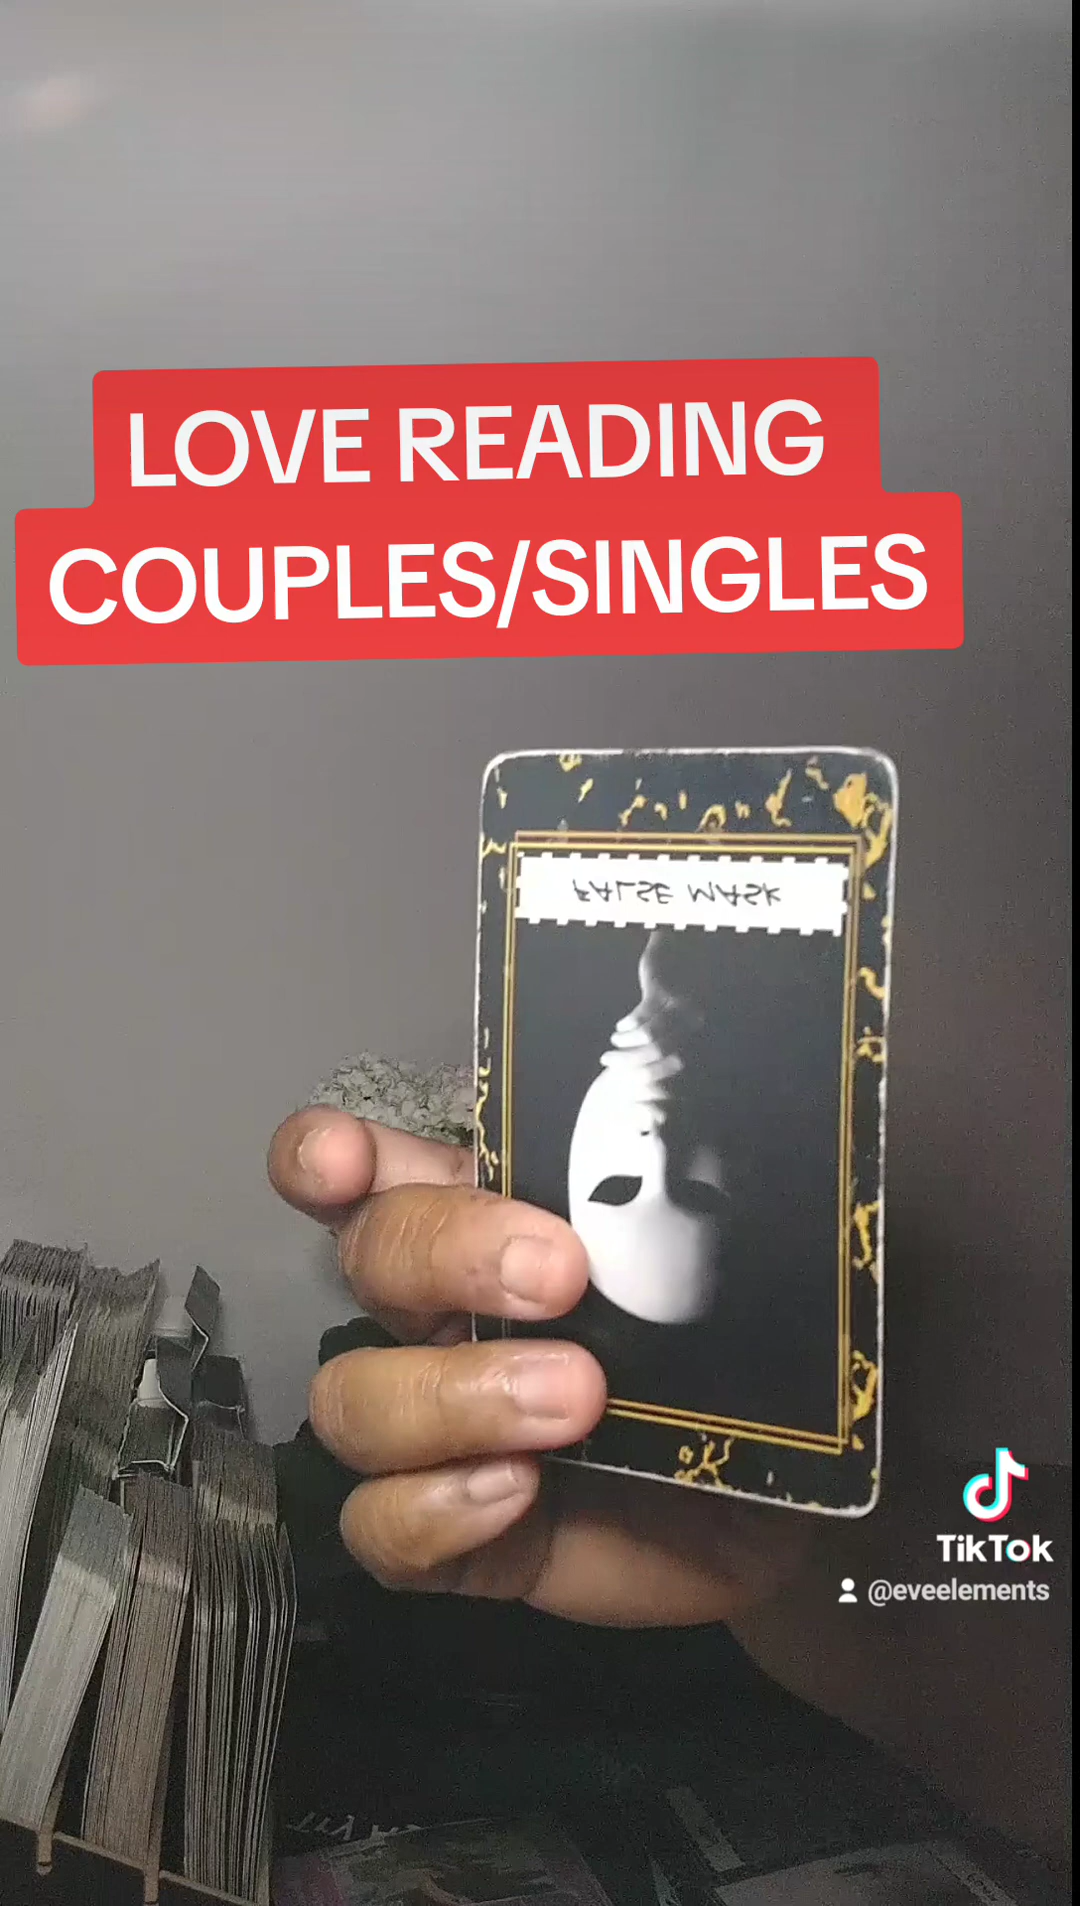 LOVE READING
COUPLES/SINGLES
FALSE MASK
TikTok
@eveelements